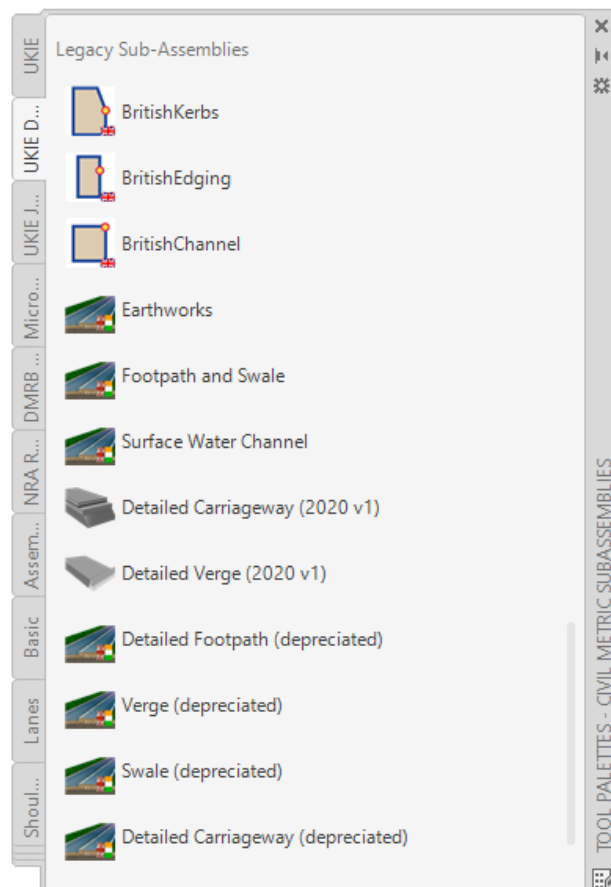 UKIE
UKIE D...
UKIE J...
Micro...
DMRB ...
NRA R...
Assem...
Basic
Lanes
Shoul...
Legacy Sub-Assemblies
BritishKerbs
BritishEdging
BritishChannel
Earthworks
Footpath and Swale
Surface Water Channel
Detailed Carriageway (2020 v1)
Detailed Verge (2020 v1)
Detailed Footpath (depreciated)
Verge (depreciated)
Swale (depreciated)
Detailed Carriageway (depreciated)
TOOL PALETTES - CIVIL METRIC SUBASSEMBLIES